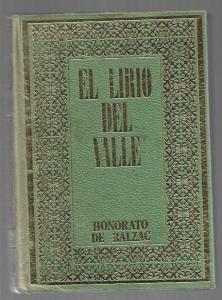 EL LIRIO
DEL
VALLE
HONORATO
DE BALZAC